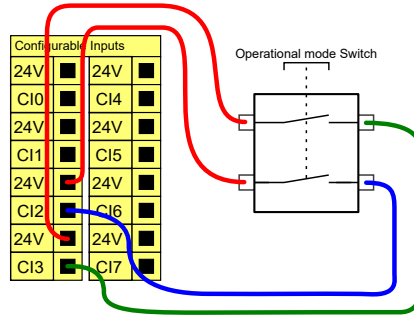 Operational mode Switch
Configurable Inputs
24V 24V
CI0 CI4
24V 24V
CI1 CI5
24V 24V
CI2 CI6
24V 24V
CI3 CI7